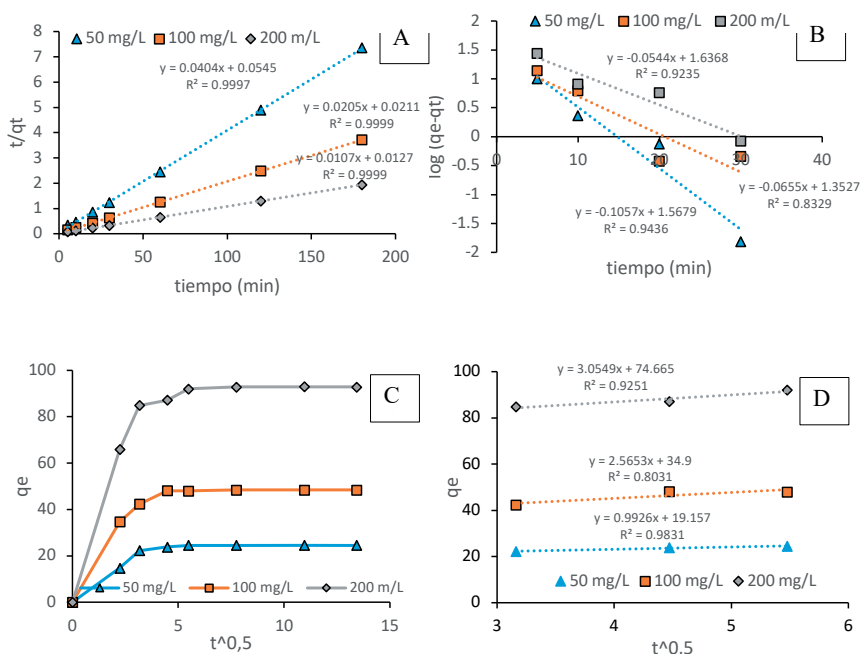 50 mg/L 100 mg/L 200 m/L
A
8
7
6
5
4
3
2
1
0
t/qt
y = 0.0404x + 0.0545
R² = 0.9997
y = 0.0205x + 0.0211
R² = 0.9999
y = 0.0107x + 0.0127
R² = 0.9999
0 50 100 150 200
tiempo (min)
50 mg/L 100 mg/L 200 mg/L
B
2
1.5
1
0.5
0
-0.5
-1
-1.5
-2
log (qe-qt)
y = -0.0544x + 1.6368
R² = 0.9235
0 10 20 30 40
y = -0.0655x + 1.3527
R² = 0.8329
y = -0.1057x + 1.5679
R² = 0.9436
tiempo (min)
C
100
80
60
40
20
0
qe
50 mg/L 100 mg/L 200 m/L
0 5 10 15
t^0,5
D
100
80
60
40
20
0
qe
y = 3.0549x + 74.665
R² = 0.9251
y = 2.5653x + 34.9
R² = 0.8031
y = 0.9926x + 19.157
R² = 0.9831
50 mg/L 100 mg/L 200 mg/L
3 4 5 6
t^0.5